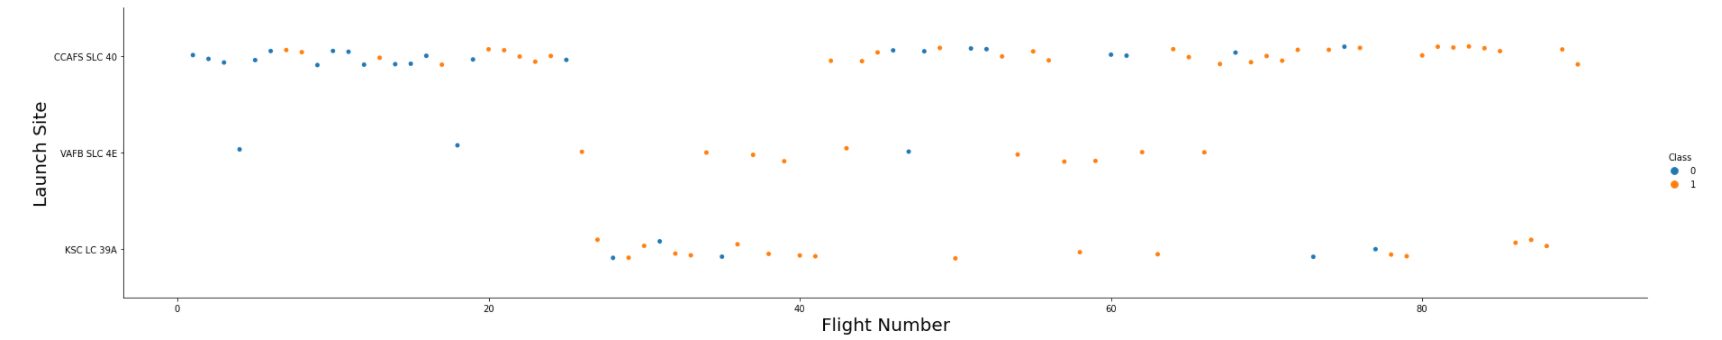 CCAFS SLC 40
VAFB SLC 4E
KSC LC 39A
Launch Site
0 20 40 60 80
Flight Number
Class
0
1